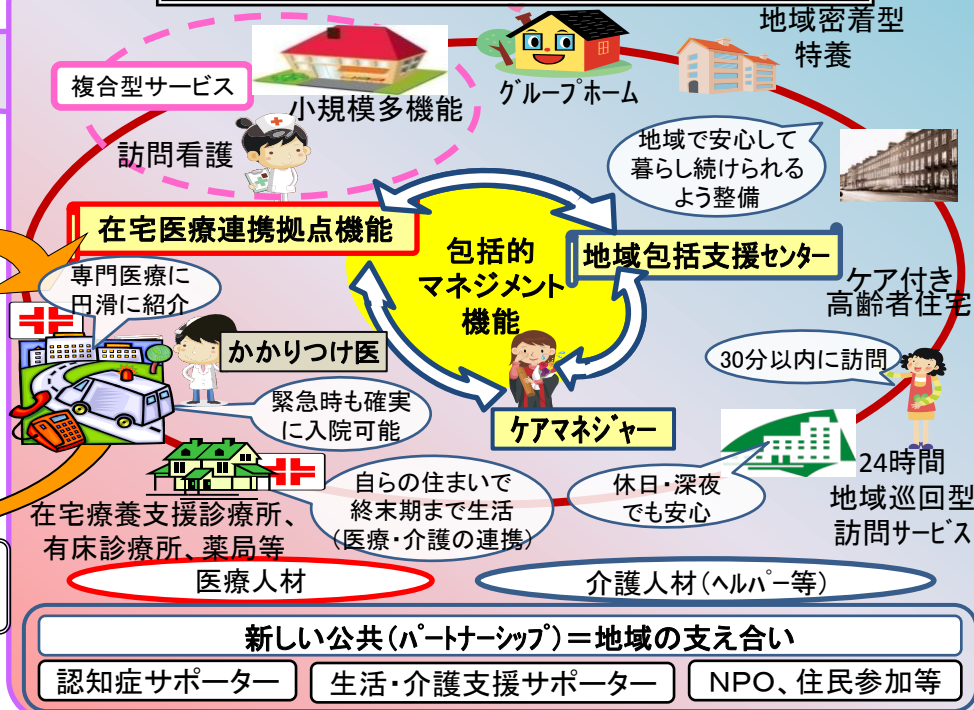 地域密着型
特養
複合型サービス
小規模多機能
グループホーム
訪問看護
地域で安心して
暮らし続けられる
よう整備
在宅医療連携拠点機能
包括的
マネジメント
機能
地域包括支援センター
専門医療に
円滑に紹介
ケア付き
高齢者住宅
かかりつけ医
30分以内に訪問
緊急時も確実
に入院可能
ケアマネジャー
24時間
地域巡回型
訪問サービス
自らの住まいで
終末期まで生活
(医療・介護の連携)
休日・深夜
でも安心
在宅療養支援診療所、
有床診療所、薬局等
医療人材
介護人材(ヘルパー等)
新しい公共(パートナーシップ)=地域の支え合い
認知症サポーター
生活・介護支援サポーター
NPO、住民参加等